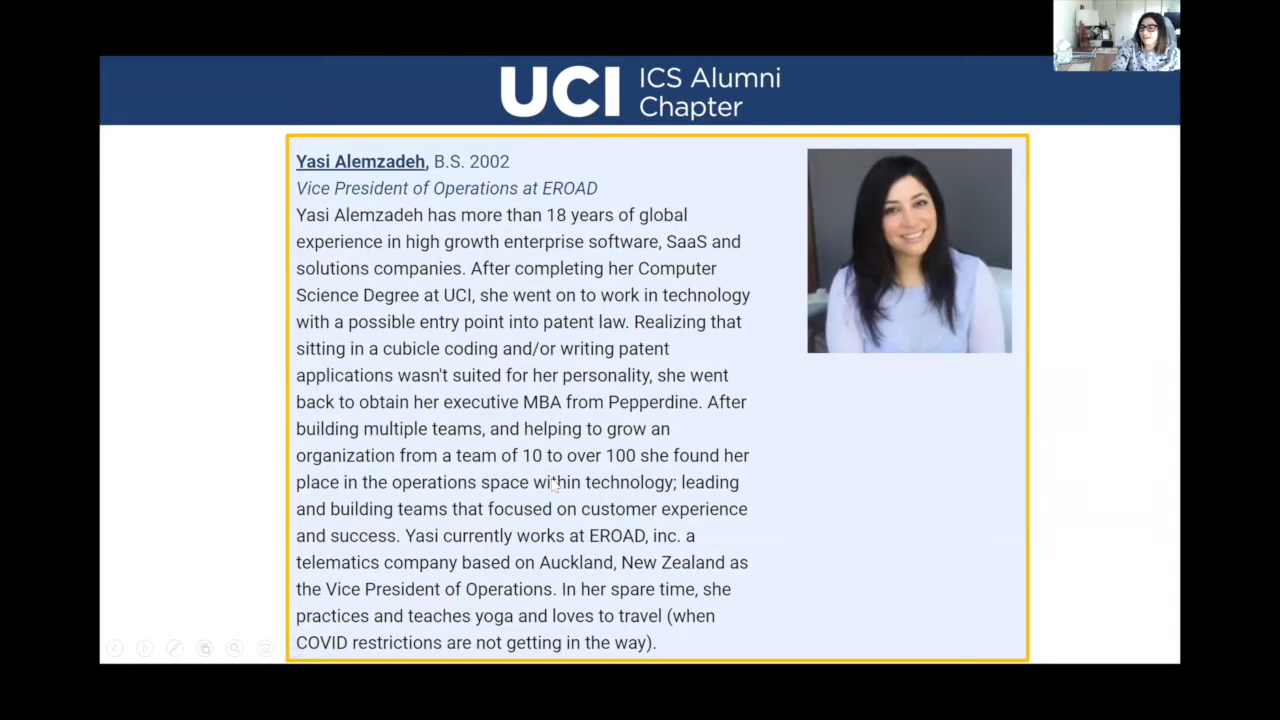 UCI ICS Alumni
Chapter
Yasi Alemzadeh, B.S. 2002
Vice President of Operations at EROAD
Yasi Alemzadeh has more than 18 years of global
experience in high growth enterprise software, SaaS and
solutions companies. After completing her Computer
Science Degree at UCI, she went on to work in technology
with a possible entry point into patent law. Realizing that
sitting in a cubicle coding and/or writing patent
applications wasn't suited for her personality, she went
back to obtain her executive MBA from Pepperdine. After
building multiple teams, and helping to grow an
organization from a team of 10 to over 100 she found her
place in the operations space within technology; leading
and building teams that focused on customer experience
and success. Yasi currently works at EROAD, inc. a
telematics company based on Auckland, New Zealand as
the Vice President of Operations. In her spare time, she
practices and teaches yoga and loves to travel (when
COVID restrictions are not getting in the way).